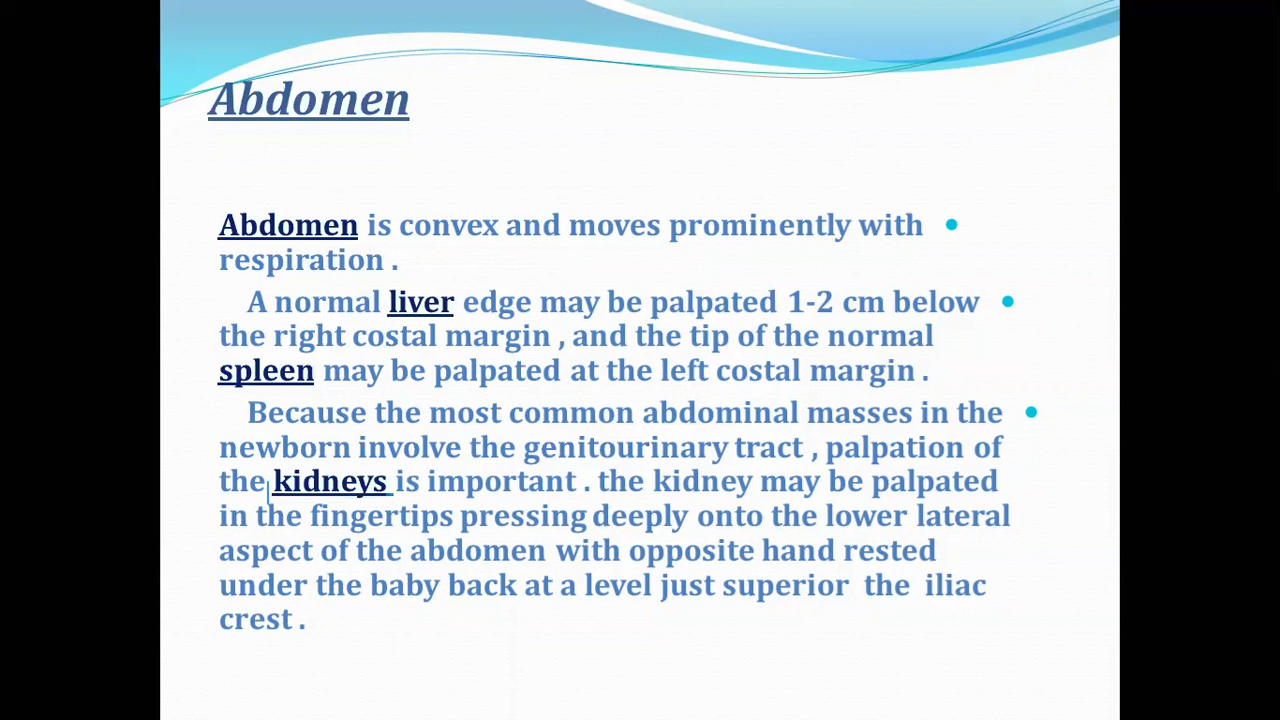 Abdomen
Abdomen is convex and moves prominently with
respiration .
A normal liver edge may be palpated 1-2 cm below
the right costal margin , and the tip of the normal
spleen may be palpated at the left costal margin .
Because the most common abdominal masses in the
newborn involve the genitourinary tract , palpation of
the kidneys is important . the kidney may be palpated
in the fingertips pressing deeply onto the lower lateral
aspect of the abdomen with opposite hand rested
under the baby back at a level just superior the iliac
crest .